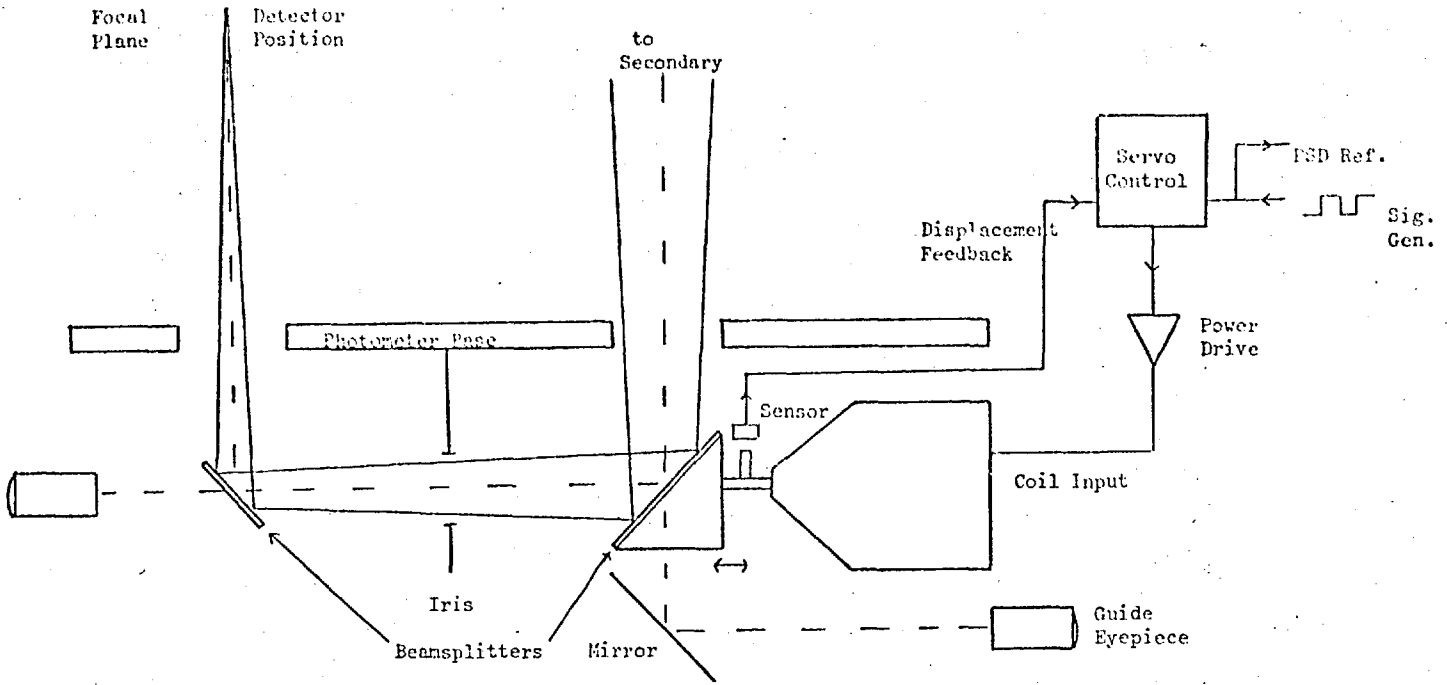 Focal
Plane
Detector
Position
to
Secondary
Servo
Control
PSD Ref.
Sig.
Gen.
Displacement
Feedback
Photometer Base
Power
Drive
Sensor
Coil Input
Iris
Beamsplitters
Mirror
Guide
Eyepiece